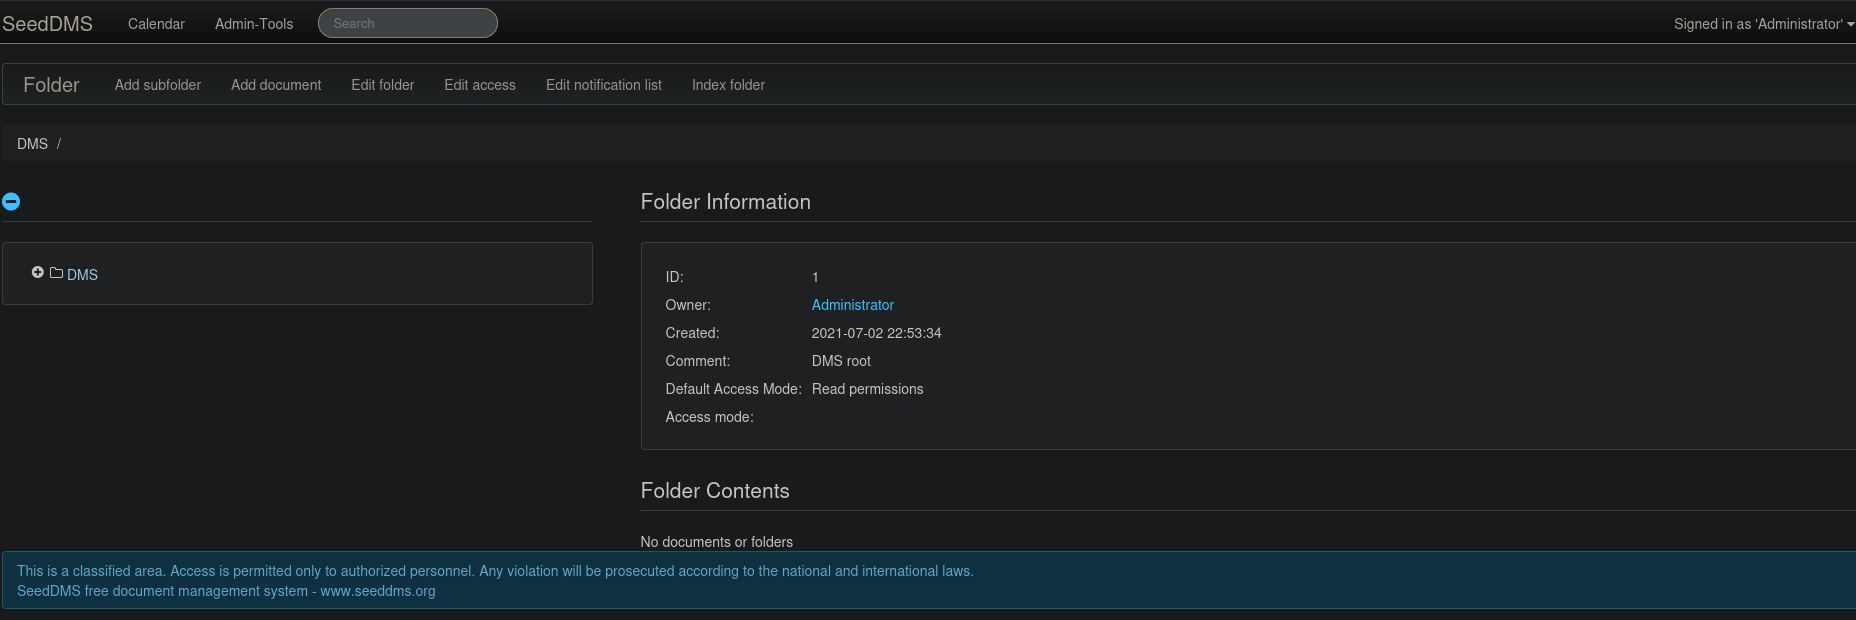 SeedDMS Calendar Admin-Tools Search Signed in as 'Administrator'
Folder Add subfolder Add document Edit folder Edit access Edit notification list Index folder
DMS /
DMS
Folder Information
ID: 1
Owner: Administrator
Created: 2021-07-02 22:53:34
Comment: DMS root
Default Access Mode: Read permissions
Access mode:
Folder Contents
No documents or folders
This is a classified area. Access is permitted only to authorized personnel. Any violation will be prosecuted according to the national and international laws.
SeedDMS free document management system - www.seeddms.org